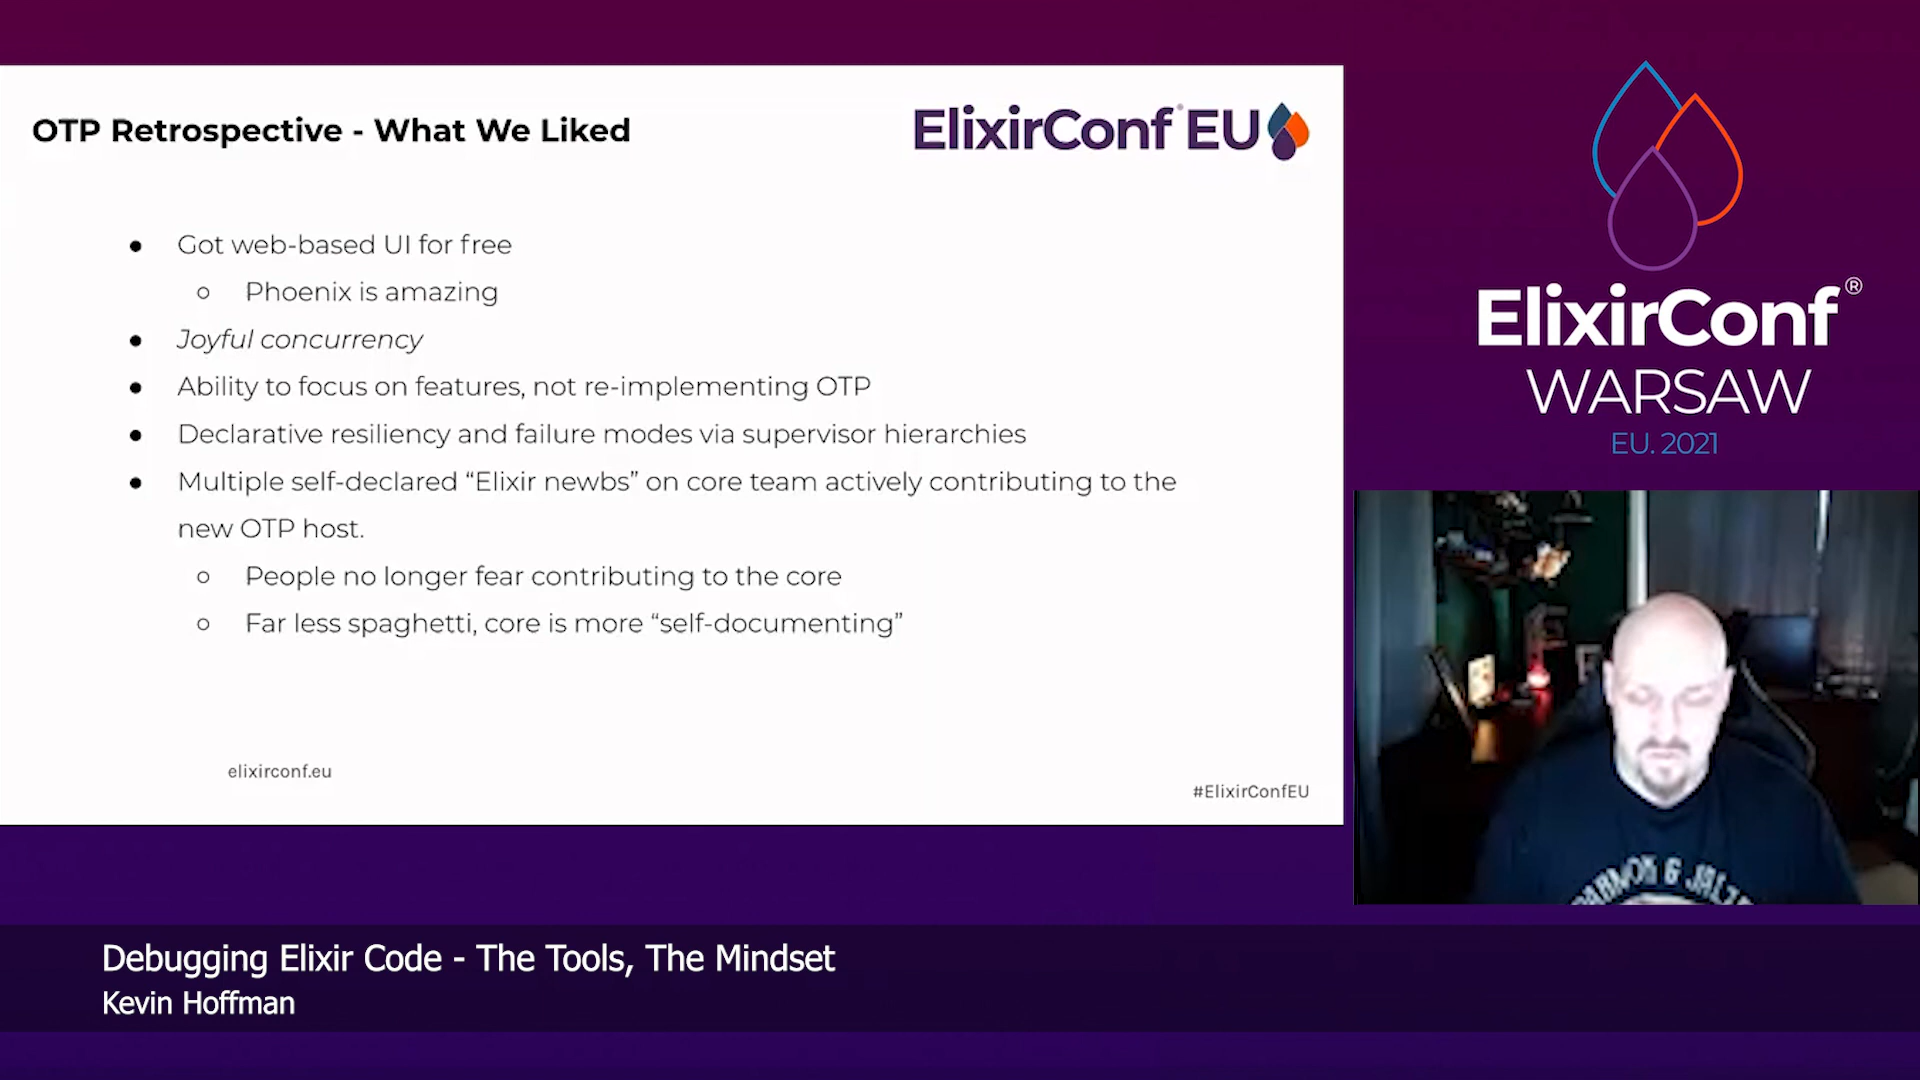 OTP Retrospective - What We Liked
ElixirConf EU
● Got web-based UI for free
○ Phoenix is amazing
● Joyful concurrency
● Ability to focus on features, not re-implementing OTP
● Declarative resiliency and failure modes via supervisor hierarchies
● Multiple self-declared “Elixir newbs” on core team actively contributing to the
new OTP host.
○ People no longer fear contributing to the core
○ Far less spaghetti, core is more “self-documenting”
elixirconf.eu
#ElixirConfEU
ElixirConf®
WARSAW
EU. 2021
Debugging Elixir Code - The Tools, The Mindset
Kevin Hoffman